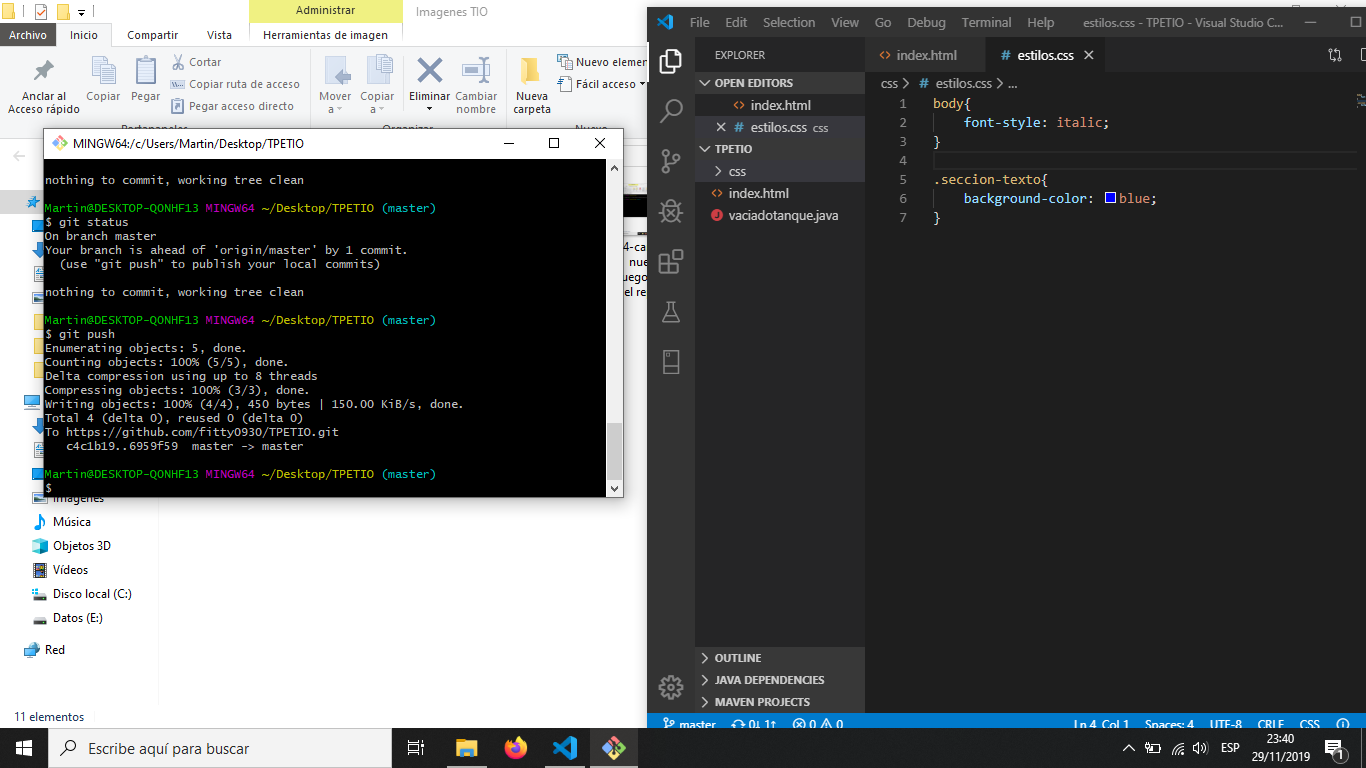 Administrar
Imagenes TIO
Archivo
Inicio
Compartir
Vista
Herramientas de imagen
Anclar al
Acceso rápido
Copiar
Pegar
Cortar
Copiar ruta de acceso
Pegar acceso directo
Portapapeles
Mover
a
Copiar
a
Eliminar
Cambiar
nombre
Organizar
Nueva
carpeta
Nuevo elemen
Fácil acceso
Nuevo
MINGW64:/c/Users/Martin/Desktop/TPETIO
nothing to commit, working tree clean
Martin@DESKTOP-Q0NHF13 MINGW64 ~/Desktop/TPETIO (master)
$ git status
On branch master
Your branch is ahead of 'origin/master' by 1 commit.
(use "git push" to publish your local commits)
nothing to commit, working tree clean
Martin@DESKTOP-Q0NHF13 MINGW64 ~/Desktop/TPETIO (master)
$ git push
Enumerating objects: 5, done.
Counting objects: 100% (5/5), done.
Delta compression using up to 8 threads
Compressing objects: 100% (3/3), done.
Writing objects: 100% (4/4), 450 bytes | 150.00 KiB/s, done.
Total 4 (delta 0), reused 0 (delta 0)
To https://github.com/fitty0930/TPETIO.git
c4c1b19..6959f59  master -> master
Martin@DESKTOP-Q0NHF13 MINGW64 ~/Desktop/TPETIO (master)
$
4-ca
nue
uego
el re
Imágenes
Música
Objetos 3D
Vídeos
Disco local (C:)
Datos (E:)
Red
11 elementos
File Edit Selection View Go Debug Terminal Help estilos.css - TPETIO - Visual Studio C...
EXPLORER
OPEN EDITORS
index.html
estilos.css css
TPETIO
css
index.html
vaciadotanque.java
OUTLINE
JAVA DEPENDENCIES
MAVEN PROJECTS
index.html
estilos.css
css > # estilos.css > ...
1 body{
2 font-style: italic;
3 }
4
5 .seccion-texto{
6 background-color: blue;
7 }
master 0↓ 1↑ 0 0 Ln 4, Col 1 Spaces: 4 UTF-8 CRLF CSS
Escribe aquí para buscar
ESP
23:40
29/11/2019
1